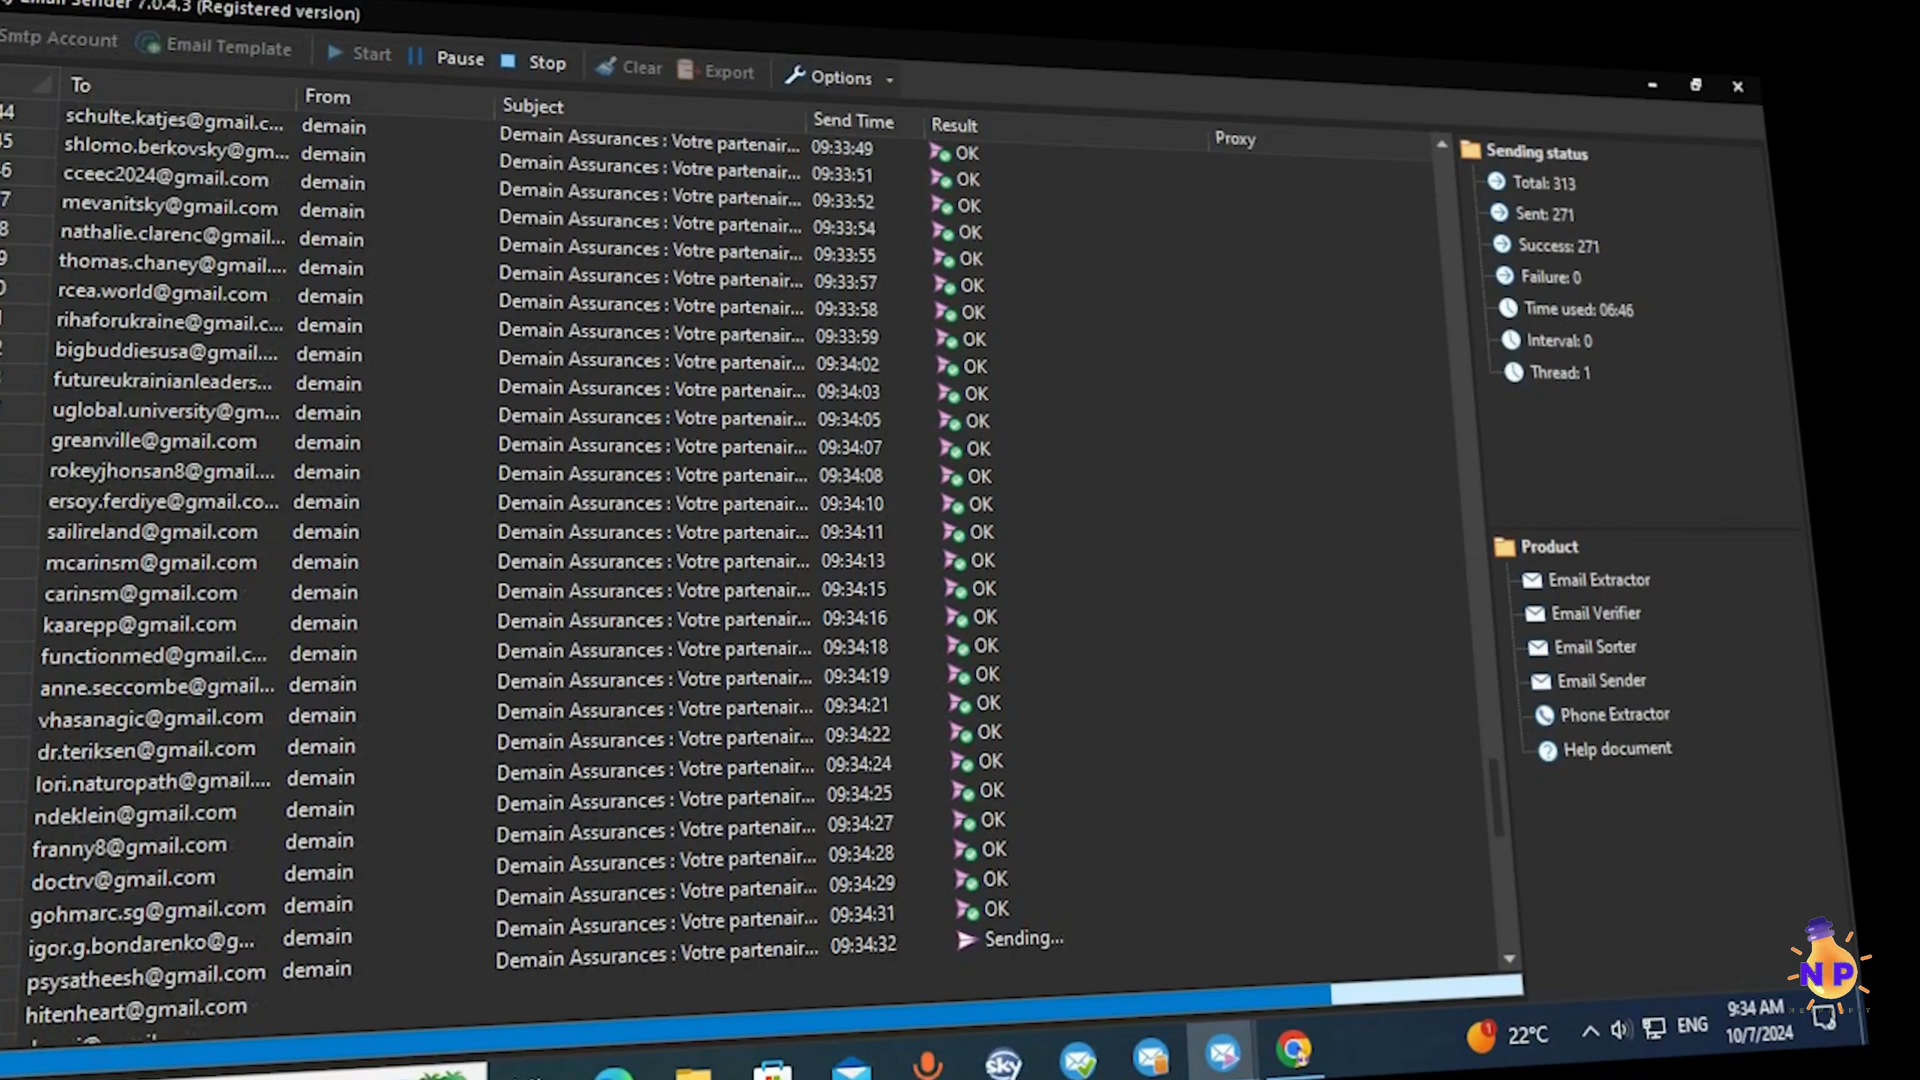 Email Sender 7.0.4.3 (Registered version)
Smtp Account Email Template Start Pause Stop Clear Export Options
To From Subject Send Time Result Proxy
44 schulte.katjes@gmail.c... demain Demain Assurances : Votre partenair... 09:33:49 OK
45 shlomo.berkovsky@gm... demain Demain Assurances : Votre partenair... 09:33:51 OK
6 cceec2024@gmail.com demain Demain Assurances : Votre partenair... 09:33:52 OK
7 mevanitsky@gmail.com demain Demain Assurances : Votre partenair... 09:33:54 OK
8 nathalie.clarenc@gmail... demain Demain Assurances : Votre partenair... 09:33:55 OK
9 thomas.chaney@gmail.... demain Demain Assurances : Votre partenair... 09:33:57 OK
0 rcea.world@gmail.com demain Demain Assurances : Votre partenair... 09:33:58 OK
rihaforukraine@gmail.c... demain Demain Assurances : Votre partenair... 09:33:59 OK
bigbuddiesusa@gmail.... demain Demain Assurances : Votre partenair... 09:34:02 OK
futureukrainianleaders... demain Demain Assurances : Votre partenair... 09:34:03 OK
uglobal.university@gm... demain Demain Assurances : Votre partenair... 09:34:05 OK
greanville@gmail.com demain Demain Assurances : Votre partenair... 09:34:07 OK
rokeyjhonsan8@gmail.... demain Demain Assurances : Votre partenair... 09:34:08 OK
ersoy.ferdiye@gmail.co... demain Demain Assurances : Votre partenair... 09:34:10 OK
sailireland@gmail.com demain Demain Assurances : Votre partenair... 09:34:11 OK
mcarinsm@gmail.com demain Demain Assurances : Votre partenair... 09:34:13 OK
carinsm@gmail.com demain Demain Assurances : Votre partenair... 09:34:15 OK
kaarepp@gmail.com demain Demain Assurances : Votre partenair... 09:34:16 OK
functionmed@gmail.c... demain Demain Assurances : Votre partenair... 09:34:18 OK
anne.seccombe@gmail... demain Demain Assurances : Votre partenair... 09:34:19 OK
vhasanagic@gmail.com demain Demain Assurances : Votre partenair... 09:34:21 OK
dr.teriksen@gmail.com demain Demain Assurances : Votre partenair... 09:34:22 OK
lori.naturopath@gmail.... demain Demain Assurances : Votre partenair... 09:34:24 OK
ndeklein@gmail.com demain Demain Assurances : Votre partenair... 09:34:25 OK
franny8@gmail.com demain Demain Assurances : Votre partenair... 09:34:27 OK
doctrv@gmail.com demain Demain Assurances : Votre partenair... 09:34:28 OK
gohmarc.sg@gmail.com demain Demain Assurances : Votre partenair... 09:34:29 OK
igor.g.bondarenko@g... demain Demain Assurances : Votre partenair... 09:34:31 OK
psysatheesh@gmail.com demain Demain Assurances : Votre partenair... 09:34:32 Sending...
hitenheart@gmail.com
Sending status
Total: 313
Sent: 271
Success: 271
Failure: 0
Time used: 06:46
Interval: 0
Thread: 1
Product
Email Extractor
Email Verifier
Email Sorter
Email Sender
Phone Extractor
Help document
NP
sky 1 22°C ENG 9:34 AM
10/7/2024